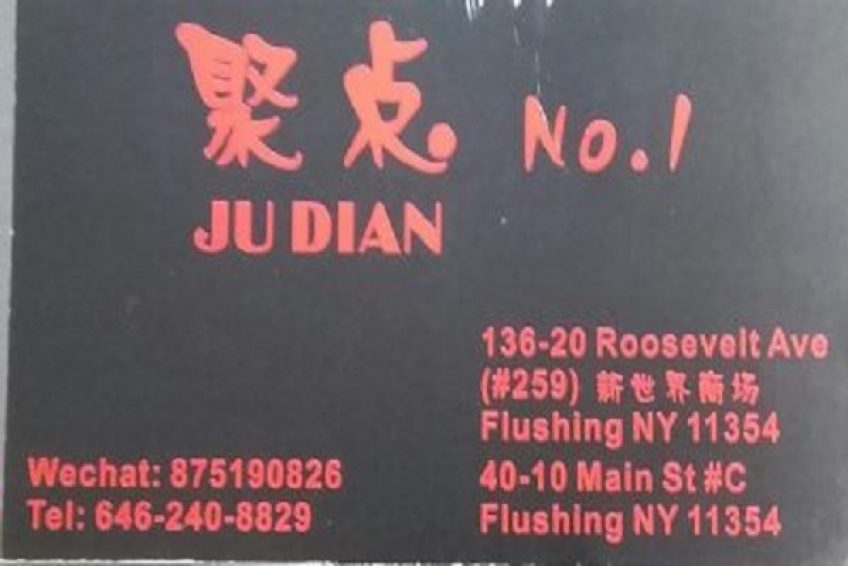 聚点 No.1
JU DIAN
136-20 Roosevelt Ave
(#259) 新世界商场
Flushing NY 11354
40-10 Main St #C
Flushing NY 11354
Wechat: 875190826
Tel: 646-240-8829